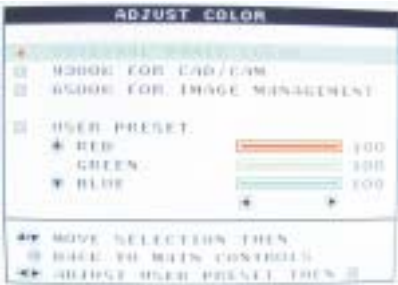 ADJUST COLOR
9300K FOR CAD/CAM
6500K FOR IMAGE MANAGEMENT
USER PRESET
RED 100
GREEN 100
BLUE 100
MOVE SELECTION THEN
BACK TO MAIN CONTROLS
ADJUST USER PRESET THEN